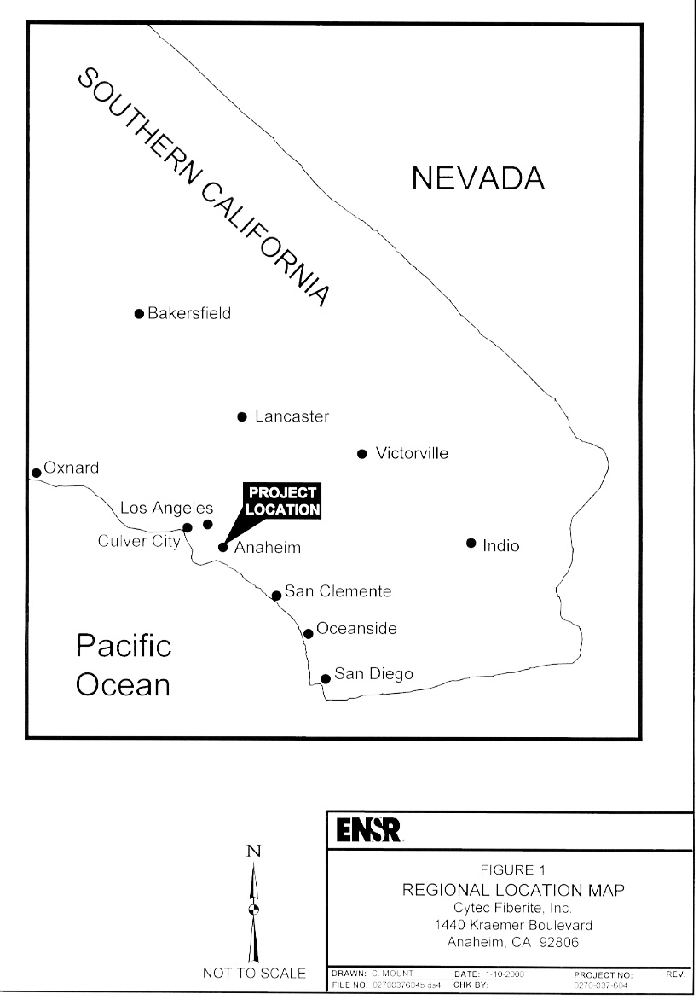 SOUTHERN CALIFORNIA
NEVADA
Bakersfield
Lancaster
Victorville
Oxnard
PROJECT
LOCATION
Los Angeles
Culver City
Anaheim
Indio
San Clemente
Oceanside
San Diego
Pacific
Ocean
N
NOT TO SCALE
ENSR
FIGURE 1
REGIONAL LOCATION MAP
Cytec Fiberite, Inc.
1440 Kraemer Boulevard
Anaheim, CA 92806
DRAWN: C. MOUNT DATE: 1-10-2000 PROJECT NO: REV.
FILE NO. 0270037604b.ds4 CHK BY: 0270-037-604